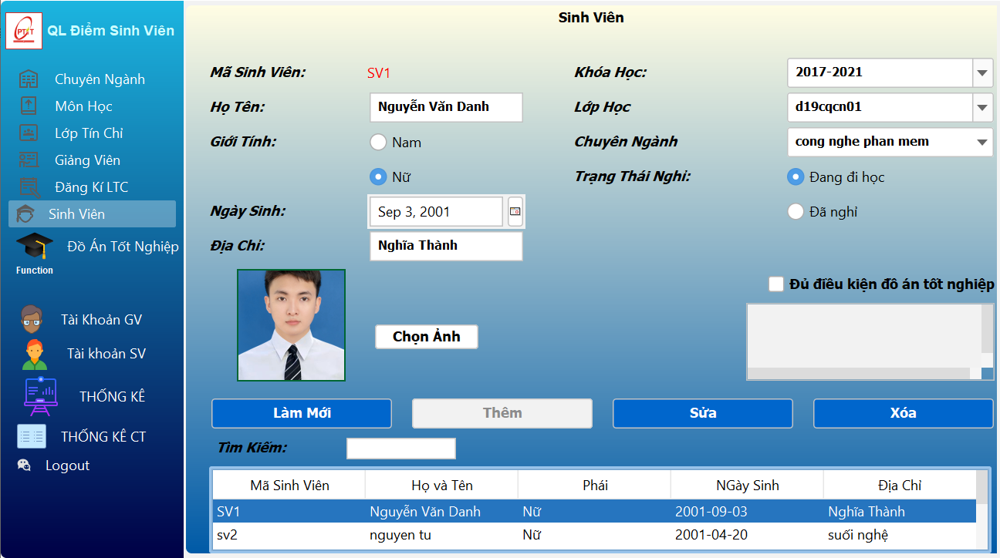 PTIT
QL Điểm Sinh Viên
Chuyên Ngành
Môn Học
Lớp Tín Chỉ
Giảng Viên
Đăng Kí LTC
Sinh Viên
Đồ Án Tốt Nghiệp
Function
Tài Khoản GV
Tài khoản SV
THỐNG KÊ
THỐNG KÊ CT
Logout
Sinh Viên
Mã Sinh Viên: SV1
Khóa Học: 2017-2021
Họ Tên: Nguyễn Văn Danh
Lớp Học d19cqcn01
Giới Tính: Nam
Chuyên Ngành cong nghe phan mem
Nữ
Trạng Thái Nghỉ: Đang đi học
Ngày Sinh: Sep 3, 2001
Đã nghỉ
Địa Chỉ: Nghĩa Thành
Đủ điều kiện đồ án tốt nghiệp
Chọn Ảnh
Làm Mới Thêm Sửa Xóa
Tìm Kiếm:
Mã Sinh Viên Họ và Tên Phái NGày Sinh Địa Chỉ
SV1 Nguyễn Văn Danh Nữ 2001-09-03 Nghĩa Thành
sv2 nguyen tu Nữ 2001-04-20 suối nghệ